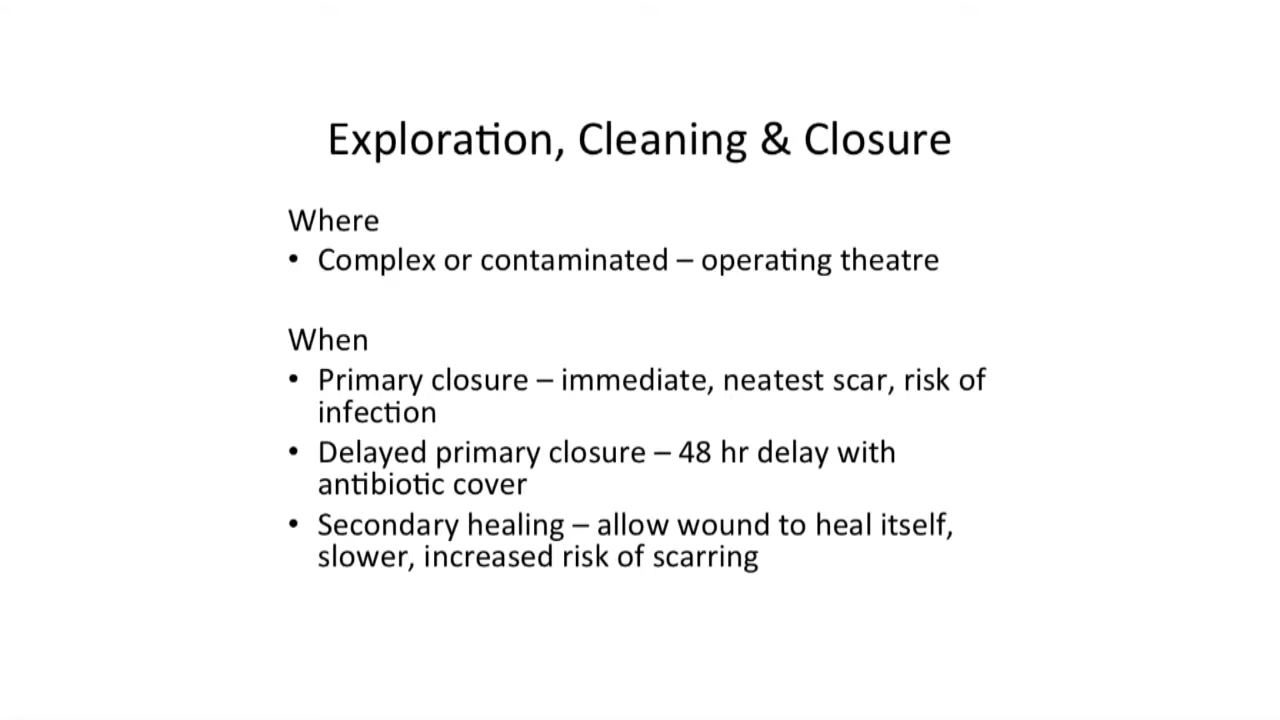 Exploration, Cleaning & Closure
Where
• Complex or contaminated – operating theatre
When
• Primary closure – immediate, neatest scar, risk of
infection
• Delayed primary closure – 48 hr delay with
antibiotic cover
• Secondary healing – allow wound to heal itself,
slower, increased risk of scarring